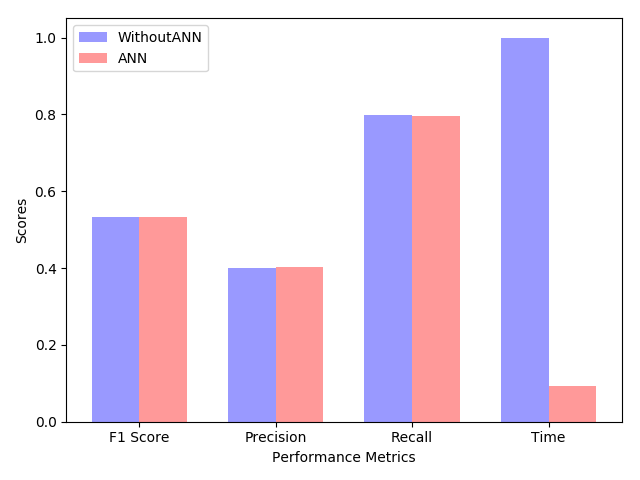 WithoutANN
ANN
1.0
0.8
0.6
0.4
0.2
0.0
Scores
F1 Score Precision Recall Time
Performance Metrics